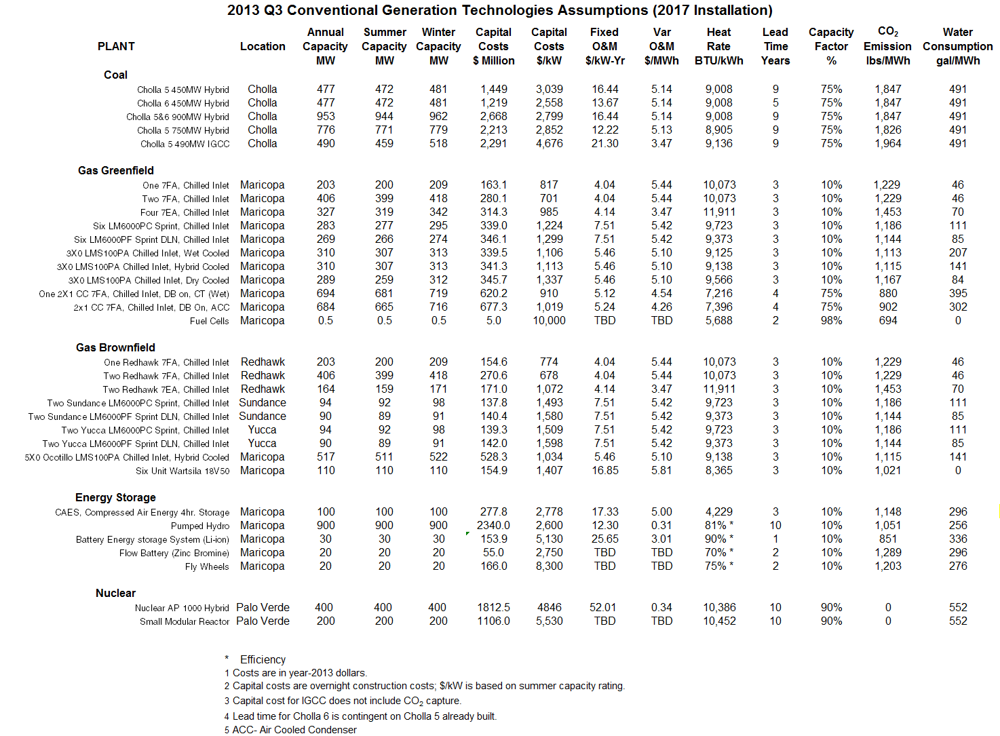 2013 Q3 Conventional Generation Technologies Assumptions (2017 Installation)
Annual Summer Winter Capital Capital Fixed Var Heat Lead Capacity CO2 Water
PLANT Location Capacity Capacity Capacity Costs Costs O&M O&M Rate Time Factor Emission Consumption
MW MW MW $ Million $/kW $/kW-Yr $/MWh BTU/kWh Years % lbs/MWh gal/MWh
Coal
Cholla 5 450MW Hybrid Cholla 477 472 481 1,449 3,039 16.44 5.14 9,008 9 75% 1,847 491
Cholla 6 450MW Hybrid Cholla 477 472 481 1,219 2,558 13.67 5.14 9,008 5 75% 1,847 491
Cholla 5&6 900MW Hybrid Cholla 953 944 962 2,668 2,799 16.44 5.14 9,008 9 75% 1,847 491
Cholla 5 750MW Hybrid Cholla 776 771 779 2,213 2,852 12.22 5.13 8,905 9 75% 1,826 491
Cholla 5 490MW IGCC Cholla 490 459 518 2,291 4,676 21.30 3.47 9,136 9 75% 1,964 491
Gas Greenfield
One 7FA, Chilled Inlet Maricopa 203 200 209 163.1 817 4.04 5.44 10,073 3 10% 1,229 46
Two 7FA, Chilled Inlet Maricopa 406 399 418 280.1 701 4.04 5.44 10,073 3 10% 1,229 46
Four 7EA, Chilled Inlet Maricopa 327 319 342 314.3 985 4.14 3.47 11,911 3 10% 1,453 70
Six LM6000PC Sprint, Chilled Inlet Maricopa 283 277 295 339.0 1,224 7.51 5.42 9,723 3 10% 1,186 111
Six LM6000PF Sprint DLN, Chilled Inlet Maricopa 269 266 274 346.1 1,299 7.51 5.42 9,373 3 10% 1,144 85
3X0 LMS100PA Chilled Inlet, Wet Cooled Maricopa 310 307 313 339.5 1,106 5.46 5.10 9,125 3 10% 1,113 207
3X0 LMS100PA Chilled Inlet, Hybrid Cooled Maricopa 310 307 313 341.3 1,113 5.46 5.10 9,138 3 10% 1,115 141
3X0 LMS100PA Chilled Inlet, Dry Cooled Maricopa 289 259 312 345.7 1,337 5.46 5.10 9,566 3 10% 1,167 84
One 2X1 CC 7FA, Chilled Inlet, DB on, CT (Wet) Maricopa 694 681 719 620.2 910 5.12 4.54 7,216 4 75% 880 395
2x1 CC 7FA, Chilled Inlet, DB On, ACC Maricopa 684 665 716 677.3 1,019 5.24 4.26 7,396 4 75% 902 302
Fuel Cells Maricopa 0.5 0.5 0.5 5.0 10,000 TBD TBD 5,688 2 98% 694 0
Gas Brownfield
One Redhawk 7FA, Chilled Inlet Redhawk 203 200 209 154.6 774 4.04 5.44 10,073 3 10% 1,229 46
Two Redhawk 7FA, Chilled Inlet Redhawk 406 399 418 270.6 678 4.04 5.44 10,073 3 10% 1,229 46
Two Redhawk 7EA, Chilled Inlet Redhawk 164 159 171 171.0 1,072 4.14 3.47 11,911 3 10% 1,453 70
Two Sundance LM6000PC Sprint, Chilled Inlet Sundance 94 92 98 137.8 1,493 7.51 5.42 9,723 3 10% 1,186 111
Two Sundance LM6000PF Sprint DLN, Chilled Inlet Sundance 90 89 91 140.4 1,580 7.51 5.42 9,373 3 10% 1,144 85
Two Yucca LM6000PC Sprint, Chilled Inlet Yucca 94 92 98 139.3 1,509 7.51 5.42 9,723 3 10% 1,186 111
Two Yucca LM6000PF Sprint DLN, Chilled Inlet Yucca 90 89 91 142.0 1,598 7.51 5.42 9,373 3 10% 1,144 85
5X0 Ocotillo LMS100PA Chilled Inlet, Hybrid Cooled Maricopa 517 511 522 528.3 1,034 5.46 5.10 9,138 3 10% 1,115 141
Six Unit Wartsila 18V50 Maricopa 110 110 110 154.9 1,407 16.85 5.81 8,365 3 10% 1,021 0
Energy Storage
CAES, Compressed Air Energy 4hr. Storage Maricopa 100 100 100 277.8 2,778 17.33 5.00 4,229 3 10% 1,148 296
Pumped Hydro Maricopa 900 900 900 2340.0 2,600 12.30 0.31 81% * 10 10% 1,051 256
Battery Energy storage System (Li-ion) Maricopa 30 30 30 153.9 5,130 25.65 3.01 90% * 1 10% 851 336
Flow Battery (Zinc Bromine) Maricopa 20 20 20 55.0 2,750 TBD TBD 70% * 2 10% 1,289 296
Fly Wheels Maricopa 20 20 20 166.0 8,300 TBD TBD 75% * 2 10% 1,203 276
Nuclear
Nuclear AP 1000 Hybrid Palo Verde 400 400 400 1812.5 4846 52.01 0.34 10,386 10 90% 0 552
Small Modular Reactor Palo Verde 200 200 200 1106.0 5,530 TBD TBD 10,452 10 90% 0 552
* Efficiency
1 Costs are in year-2013 dollars.
2 Capital costs are overnight construction costs; $/kW is based on summer capacity rating.
3 Capital cost for IGCC does not include CO2 capture.
4 Lead time for Cholla 6 is contingent on Cholla 5 already built.
5 ACC- Air Cooled Condenser